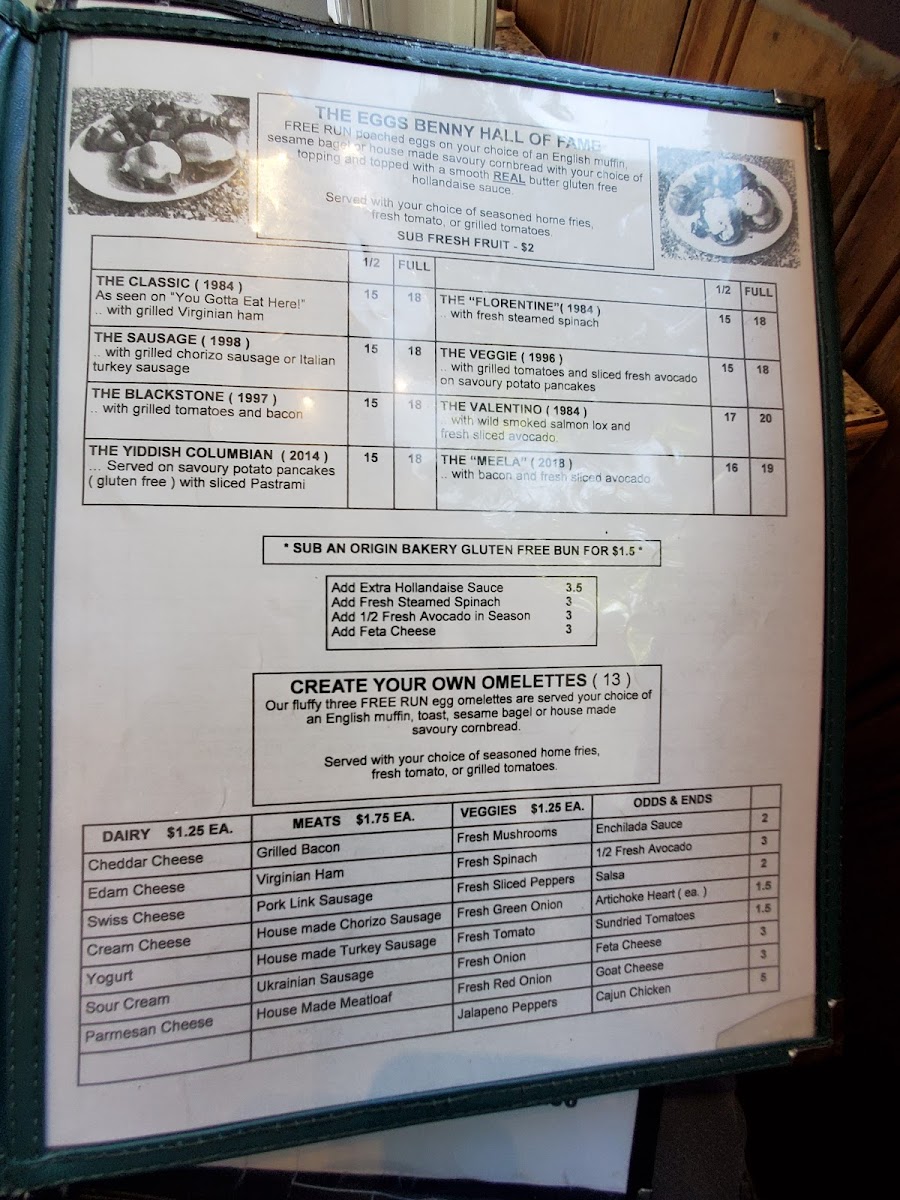 THE EGGS BENNY HALL OF FAME
FREE RUN poached eggs on your choice of an English muffin,
sesame bagel or house made savoury cornbread with your choice of
topping and topped with a smooth REAL butter gluten free
hollandaise sauce.
Served with your choice of seasoned home fries,
fresh tomato, or grilled tomatoes.
SUB FRESH FRUIT - $2
1/2 FULL
THE CLASSIC ( 1984 )
As seen on "You Gotta Eat Here!"
.. with grilled Virginian ham
15 18
THE SAUSAGE ( 1998 )
.. with grilled chorizo sausage or Italian
turkey sausage
15 18
THE BLACKSTONE ( 1997 )
.. with grilled tomatoes and bacon
15 18
THE YIDDISH COLUMBIAN ( 2014 )
... Served on savoury potato pancakes
( gluten free ) with sliced Pastrami
15 18
1/2 FULL
THE "FLORENTINE"( 1984 )
.. with fresh steamed spinach
15 18
THE VEGGIE ( 1996 )
.. with grilled tomatoes and sliced fresh avocado
on savoury potato pancakes
15 18
THE VALENTINO ( 1984 )
.. with wild smoked salmon lox and
fresh sliced avocado.
17 20
THE "MEELA" ( 2018 )
.. with bacon and fresh sliced avocado
16 19
* SUB AN ORIGIN BAKERY GLUTEN FREE BUN FOR $1.5 *
Add Extra Hollandaise Sauce 3.5
Add Fresh Steamed Spinach 3
Add 1/2 Fresh Avocado in Season 3
Add Feta Cheese 3
CREATE YOUR OWN OMELETTES ( 13 )
Our fluffy three FREE RUN egg omelettes are served your choice of
an English muffin, toast, sesame bagel or house made
savoury cornbread.
Served with your choice of seasoned home fries,
fresh tomato, or grilled tomatoes.
DAIRY $1.25 EA.
Cheddar Cheese
Edam Cheese
Swiss Cheese
Cream Cheese
Yogurt
Sour Cream
Parmesan Cheese
MEATS $1.75 EA.
Grilled Bacon
Virginian Ham
Pork Link Sausage
House made Chorizo Sausage
House made Turkey Sausage
Ukrainian Sausage
House Made Meatloaf
VEGGIES $1.25 EA.
Fresh Mushrooms
Fresh Spinach
Fresh Sliced Peppers
Fresh Green Onion
Fresh Tomato
Fresh Onion
Fresh Red Onion
Jalapeno Peppers
ODDS & ENDS
Enchilada Sauce 2
1/2 Fresh Avocado 3
Salsa 2
Artichoke Heart ( ea. ) 1.5
Sundried Tomatoes 1.5
Feta Cheese 3
Goat Cheese 3
Cajun Chicken 5